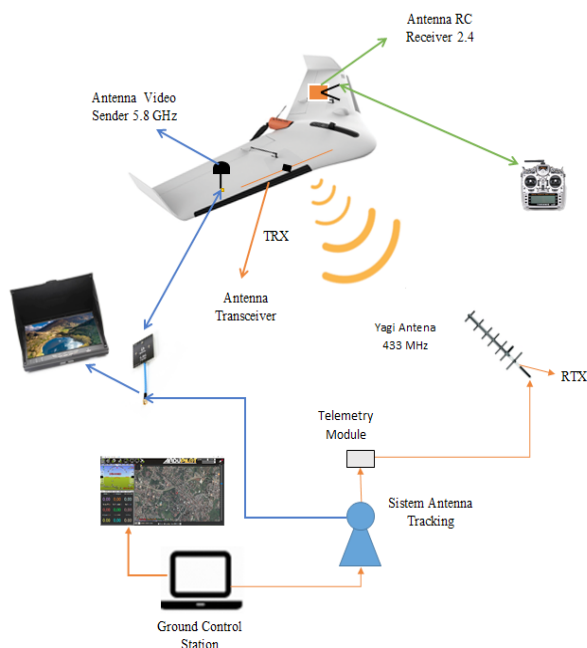 Antenna RC
Receiver 2.4
Antenna Video
Sender 5.8 GHz
TRX
Antenna
Transceiver
Yagi Antena
433 MHz
RTX
Telemetry
Module
Sistem Antenna
Tracking
Ground Control
Station